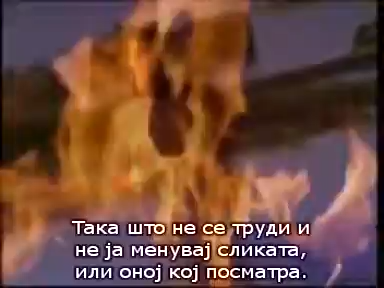 Така што не се труди и
не ја менувај сликата,
или оној кој посматра.